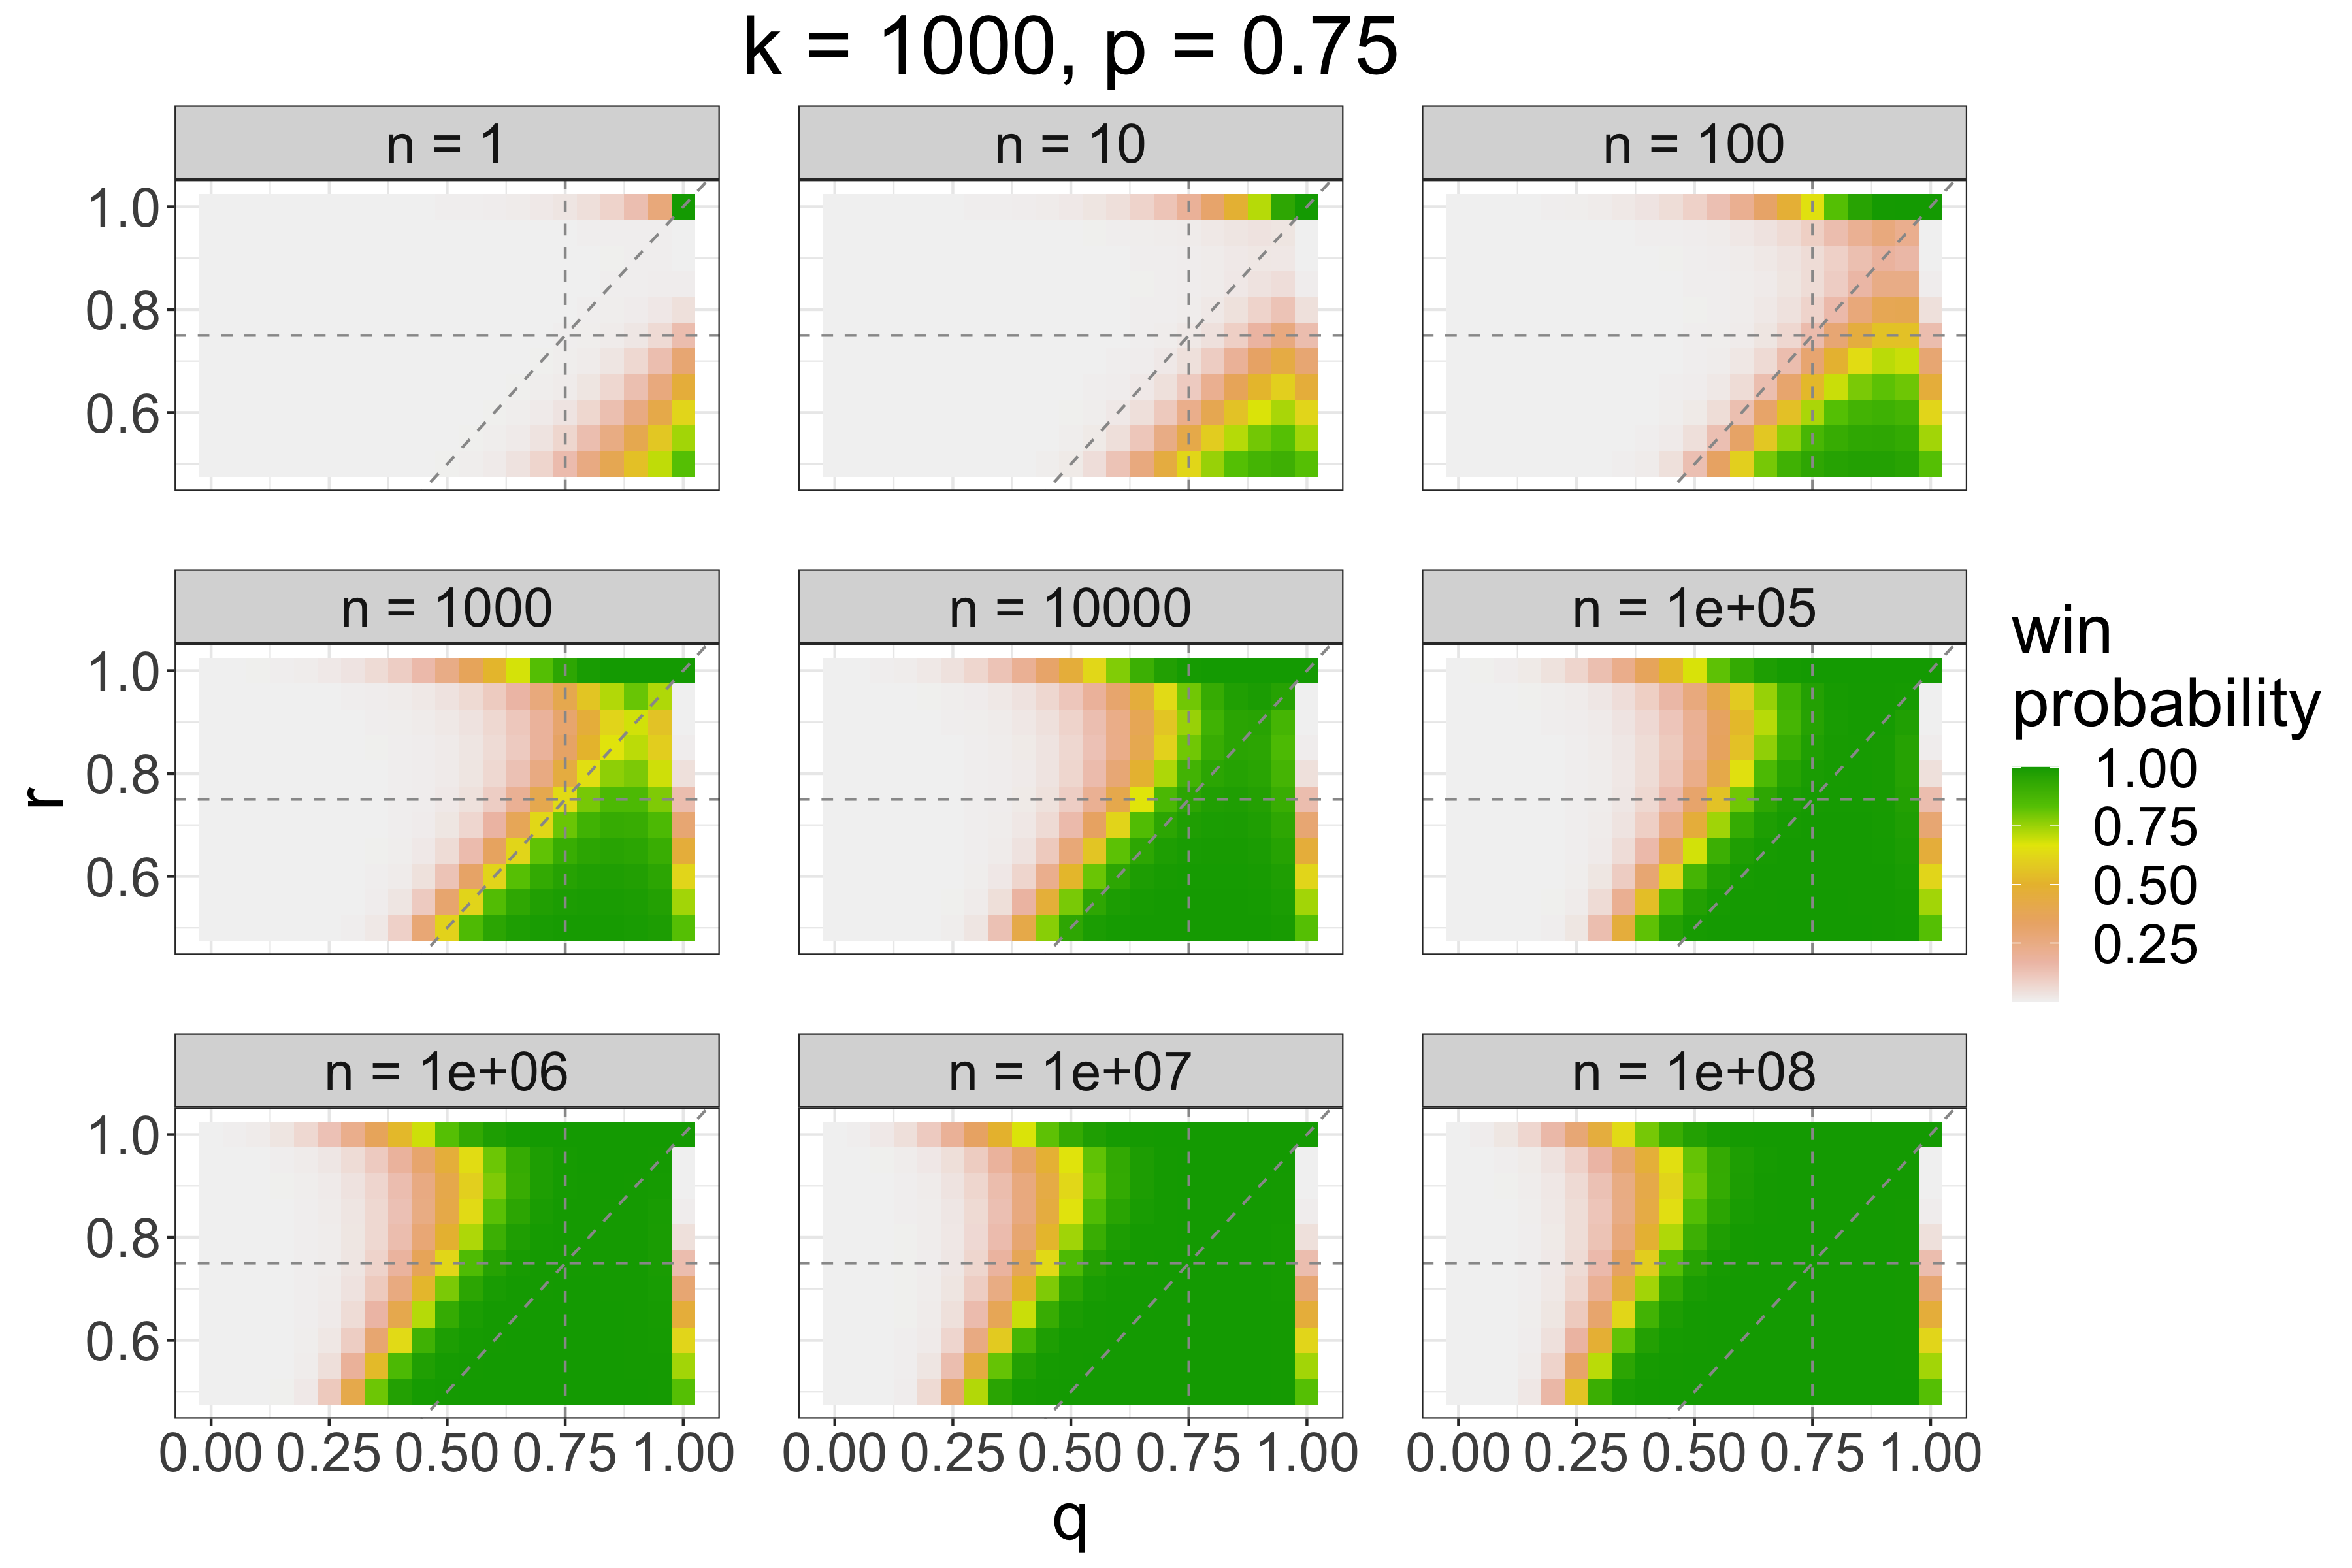 k = 1000, p = 0.75
n = 1
n = 10
n = 100
1.0
0.8
0.6
n = 1000
n = 10000
n = 1e+05
1.0
0.8
0.6
r
win
probability
1.00
0.75
0.50
0.25
n = 1e+06
n = 1e+07
n = 1e+08
1.0
0.8
0.6
0.00 0.25 0.50 0.75 1.00
0.00 0.25 0.50 0.75 1.00
0.00 0.25 0.50 0.75 1.00
q